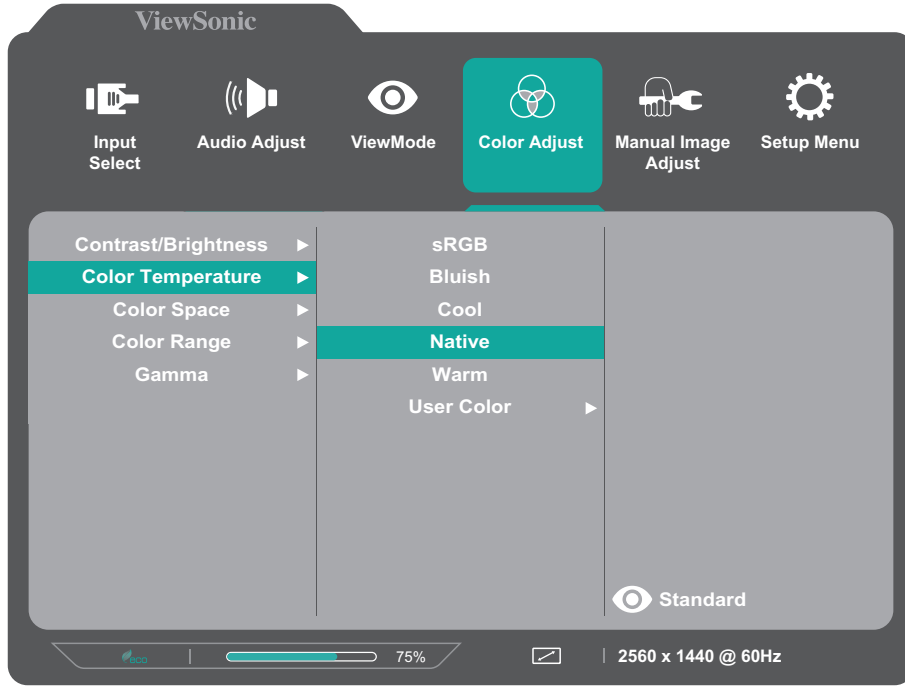 ViewSonic
Input
Select
Audio Adjust
ViewMode
Color Adjust
Manual Image
Adjust
Setup Menu
Contrast/Brightness
Color Temperature
Color Space
Color Range
Gamma
sRGB
Bluish
Cool
Native
Warm
User Color
Standard
eco
75%
2560 x 1440 @ 60Hz